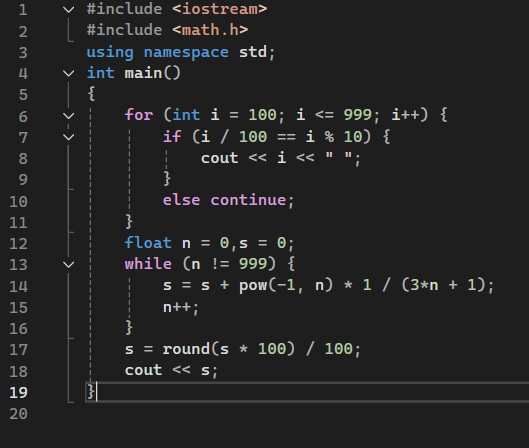 1 #include <iostream>
2 #include <math.h>
3 using namespace std;
4 int main()
5 {
6 for (int i = 100; i <= 999; i++) {
7 if (i / 100 == i % 10) {
8 cout << i << " ";
9 }
10 else continue;
11 }
12 float n = 0,s = 0;
13 while (n != 999) {
14 s = s + pow(-1, n) * 1 / (3*n + 1);
15 n++;
16 }
17 s = round(s * 100) / 100;
18 cout << s;
19 }
20